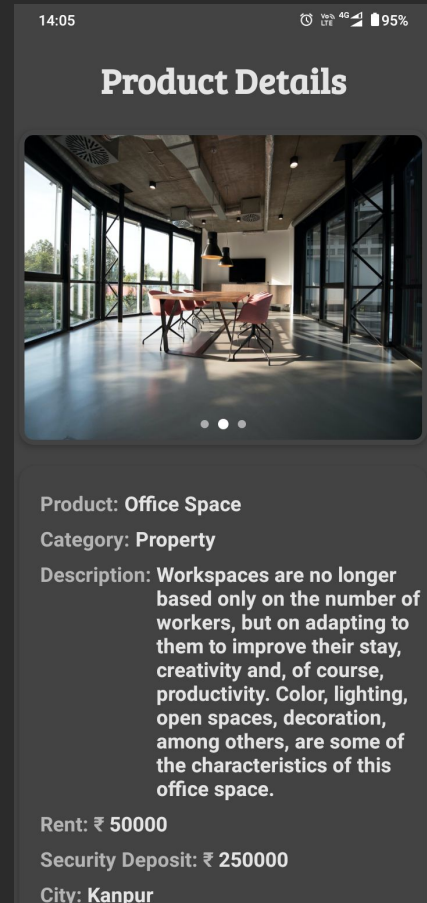 14:05 Vo LTE 4G 95%
Product Details
Product: Office Space
Category: Property
Description: Workspaces are no longer
based only on the number of
workers, but on adapting to
them to improve their stay,
creativity and, of course,
productivity. Color, lighting,
open spaces, decoration,
among others, are some of
the characteristics of this
office space.
Rent: ₹ 50000
Security Deposit: ₹ 250000
City: Kanpur